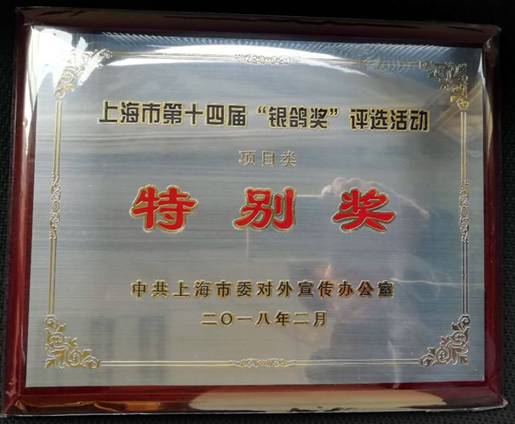 上海市第十四届“银鸽奖”评选活动
项目类
特别奖
中共上海市委对外宣传办公室
二〇一八年二月